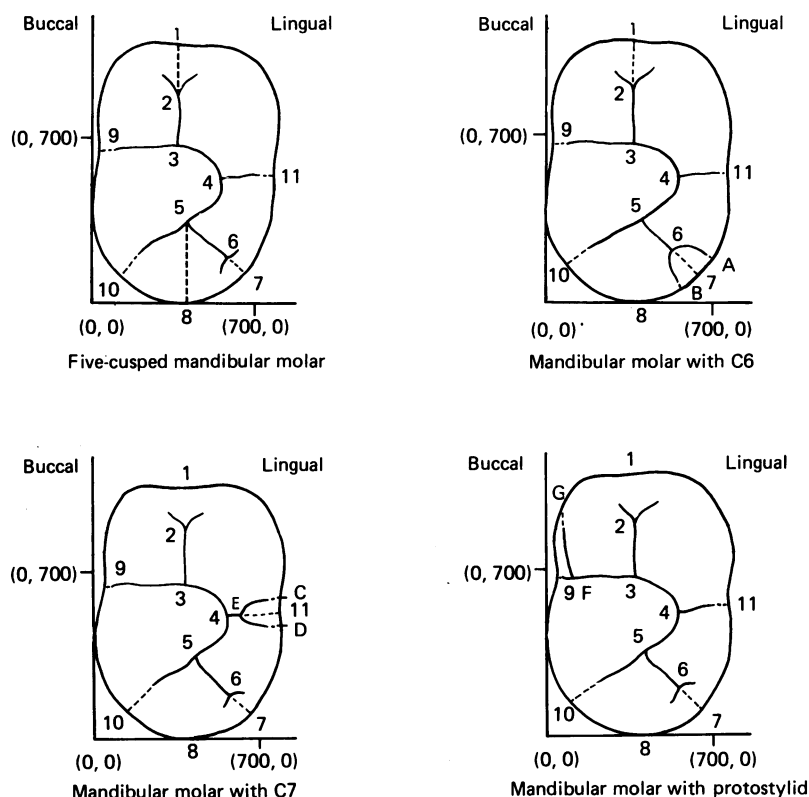 Buccal
Lingual
1
2
9
(0, 700)
3
4
11
5
6
10
7
8
(0, 0)
(700, 0)
Five-cusped mandibular molar
Buccal
Lingual
1
2
9
(0, 700)
3
4
11
5
6
A
10
7
B
8
(0, 0)
(700, 0)
Mandibular molar with C6
Buccal
Lingual
1
2
9
(0, 700)
3
E
C
4
11
D
5
6
10
7
8
(0, 0)
(700, 0)
Mandibular molar with C7
Buccal
Lingual
1
G
2
(0, 700)
9 F
3
4
11
5
6
10
7
8
(0, 0)
(700, 0)
Mandibular molar with protostylid